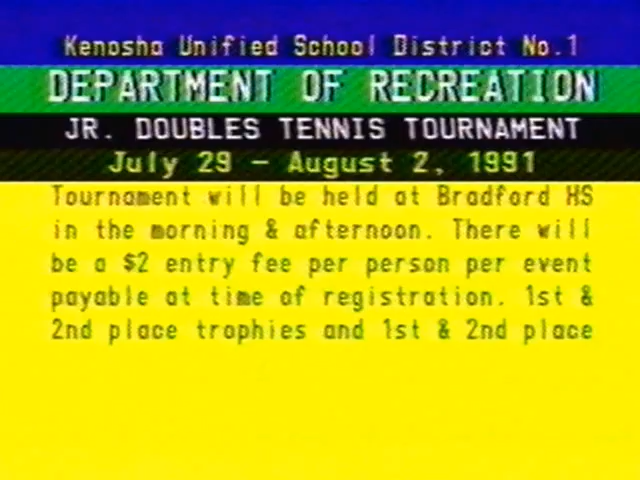 Kenosha Unified School District No.1
DEPARTMENT OF RECREATION
JR. DOUBLES TENNIS TOURNAMENT
July 29 - August 2, 1991
Tournament will be held at Bradford HS
in the morning & afternoon. There will
be a $2 entry fee per person per event
payable at time of registration. 1st &
2nd place trophies and 1st & 2nd place